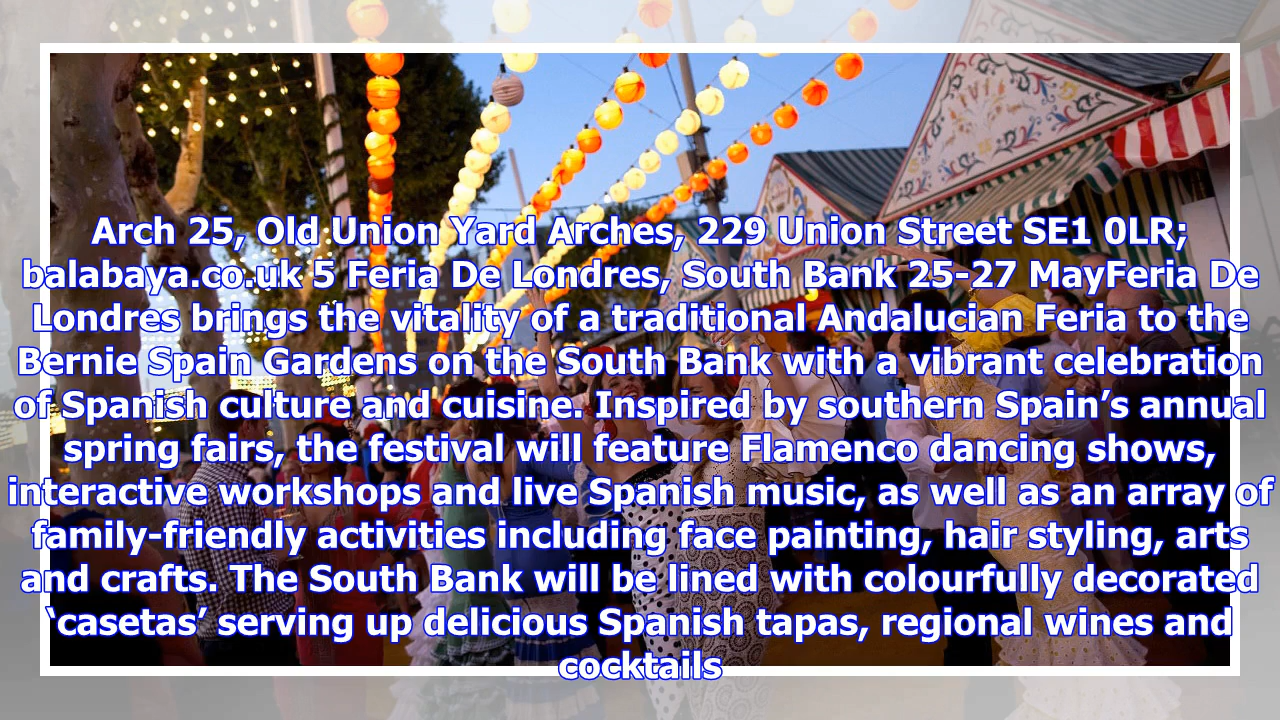 Arch 25, Old Union Yard Arches, 229 Union Street SE1 0LR;
balabaya.co.uk 5 Feria De Londres, South Bank 25-27 MayFeria De
Londres brings the vitality of a traditional Andalucian Feria to the
Bernie Spain Gardens on the South Bank with a vibrant celebration
of Spanish culture and cuisine. Inspired by southern Spain’s annual
spring fairs, the festival will feature Flamenco dancing shows,
interactive workshops and live Spanish music, as well as an array of
family-friendly activities including face painting, hair styling, arts
and crafts. The South Bank will be lined with colourfully decorated
‘casetas’ serving up delicious Spanish tapas, regional wines and
cocktails